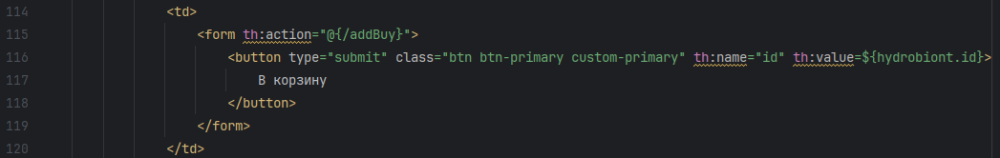 114 <td>
115 <form th:action="@{/addBuy}">
116 <button type="submit" class="btn btn-primary custom-primary" th:name="id" th:value=${hydrobiont.id}>
117 В корзину
118 </button>
119 </form>
120 </td>